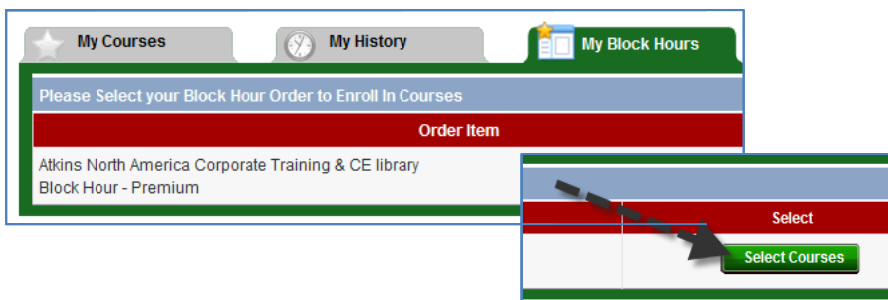 My Courses
My History
My Block Hours
Please Select your Block Hour Order to Enroll In Courses
Order Item
Atkins North America Corporate Training & CE library
Block Hour - Premium
Select
Select Courses